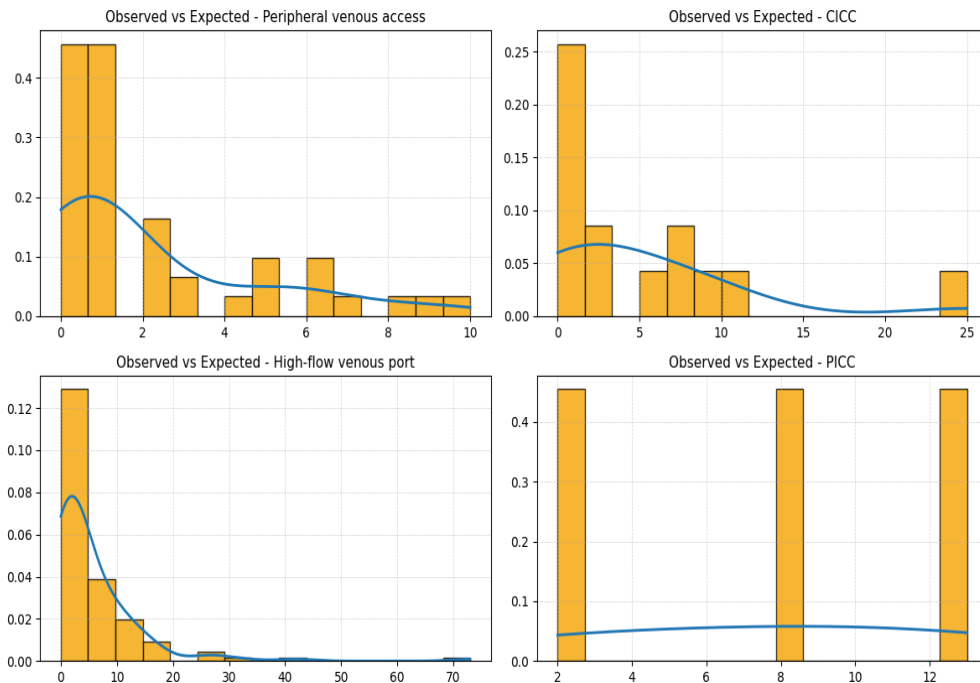 Observed vs Expected - Peripheral venous access
0.4
0.3
0.2
0.1
0.0
0 2 4 6 8 10
Observed vs Expected - CICC
0.25
0.20
0.15
0.10
0.05
0.00
0 5 10 15 20 25
Observed vs Expected - High-flow venous port
0.12
0.10
0.08
0.06
0.04
0.02
0.00
0 10 20 30 40 50 60 70
Observed vs Expected - PICC
0.4
0.3
0.2
0.1
0.0
2 4 6 8 10 12